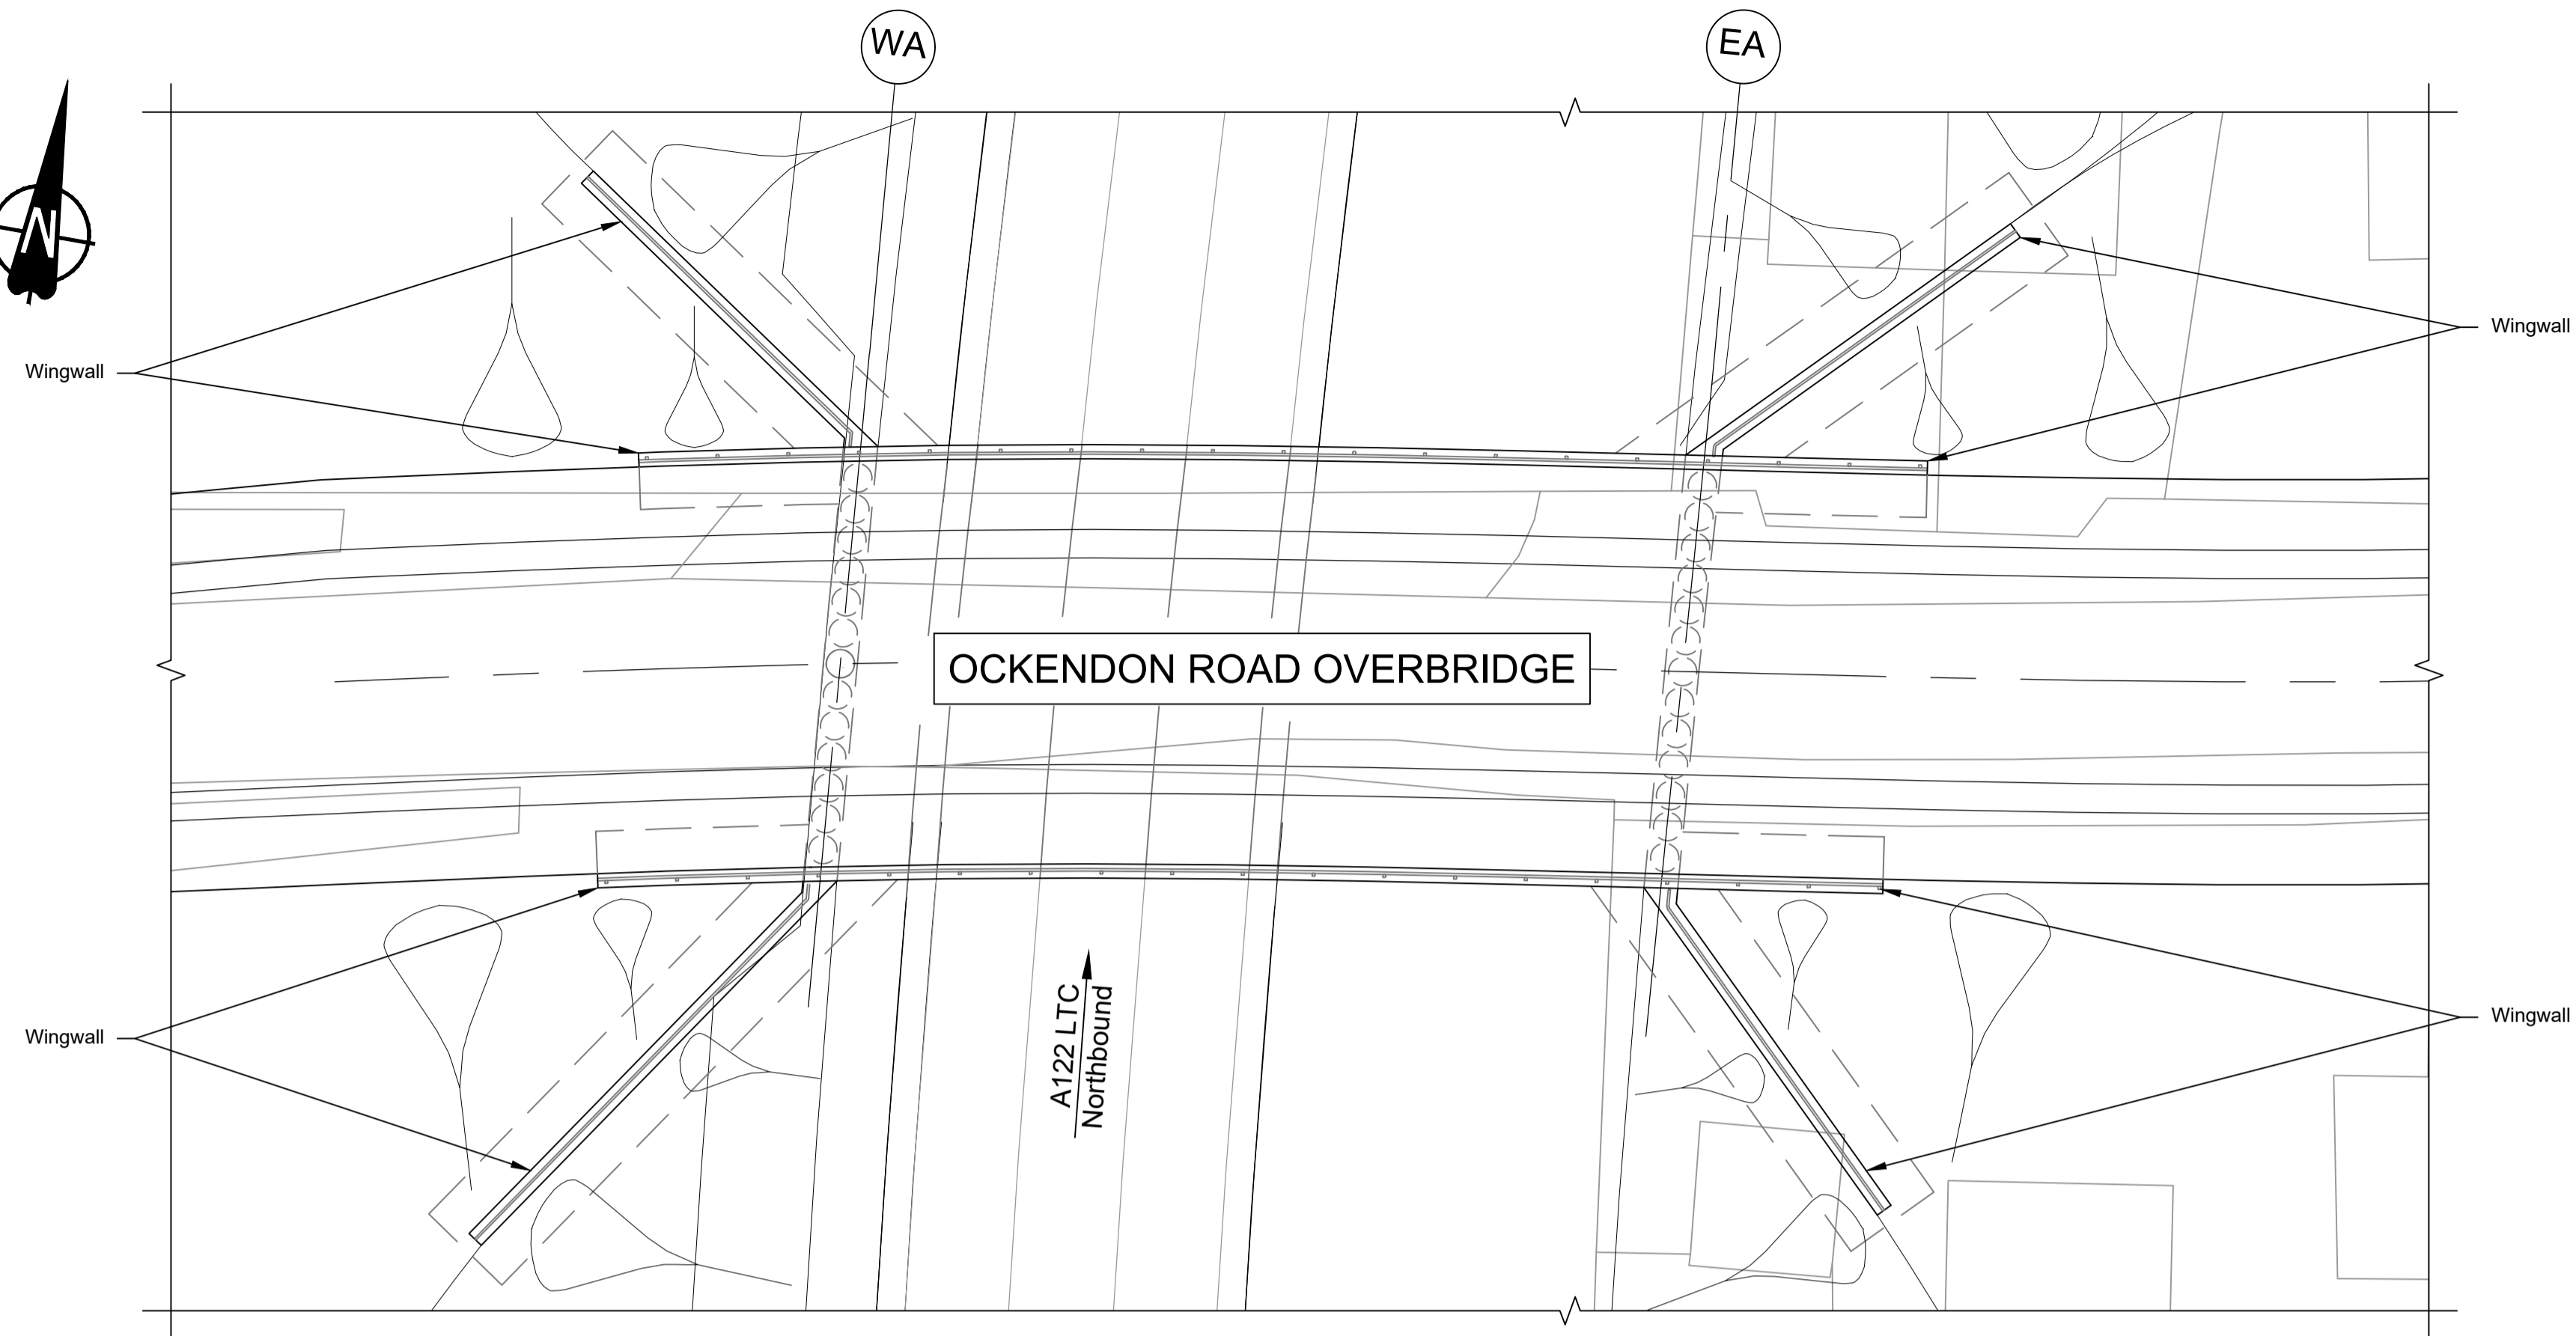 WA
EA
N
Wingwall
Wingwall
OCKENDON ROAD OVERBRIDGE
A122 LTC
Northbound
Wingwall
Wingwall